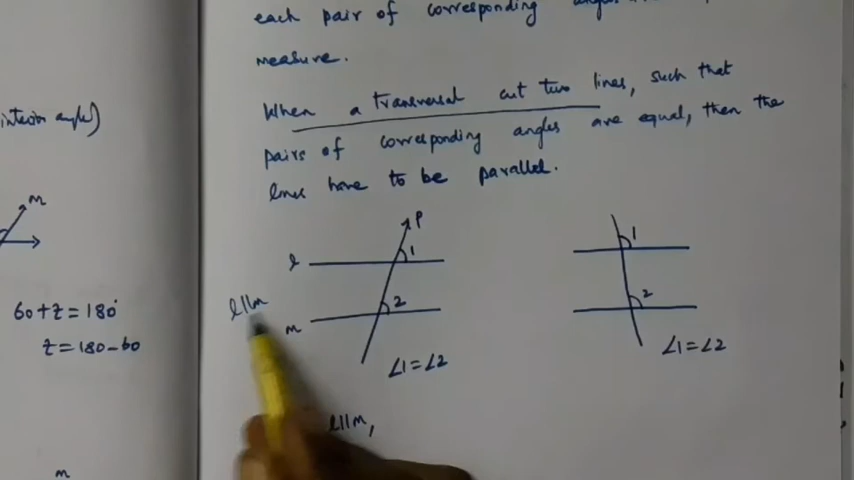 interior angles)
M
60+z=180°
z=180-60
m
each pair of corresponding
measure.
When a transversal cut two lines, such that
pairs of corresponding angles are equal, then the
lines have to be parallel.
P
l
1
l||m
2
m
∠1=∠2
1
2
∠1=∠2
l||m,